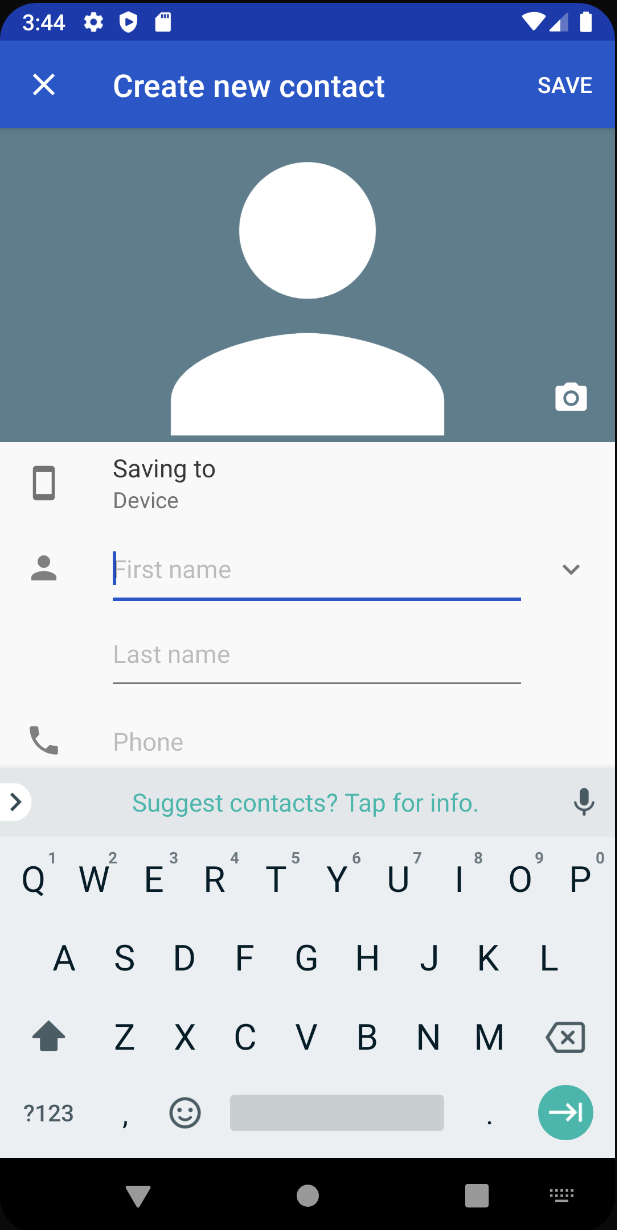 3:44
Create new contact
SAVE
Saving to
Device
First name
Last name
Phone
Suggest contacts? Tap for info.
Q 1 W 2 E 3 R 4 T 5 Y 6 U 7 I 8 O 9 P 0
A S D F G H J K L
Z X C V B N M
?123 , .